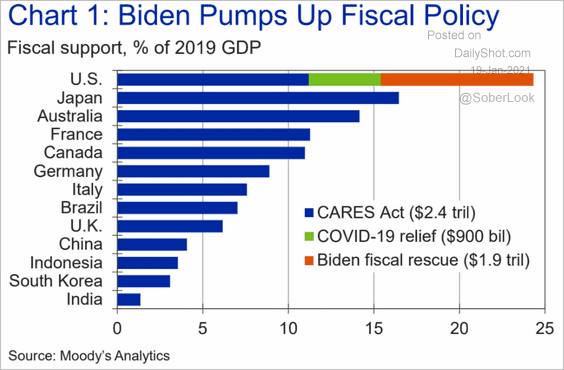 Chart 1: Biden Pumps Up Fiscal Policy
Fiscal support, % of 2019 GDP
Posted on
DailyShot.com
19-Jan-2021
@SoberLook
U.S.
Japan
Australia
France
Canada
Germany
Italy
Brazil
U.K.
China
Indonesia
South Korea
India
CARES Act ($2.4 tril)
COVID-19 relief ($900 bil)
Biden fiscal rescue ($1.9 tril)
0 5 10 15 20 25
Source: Moody's Analytics